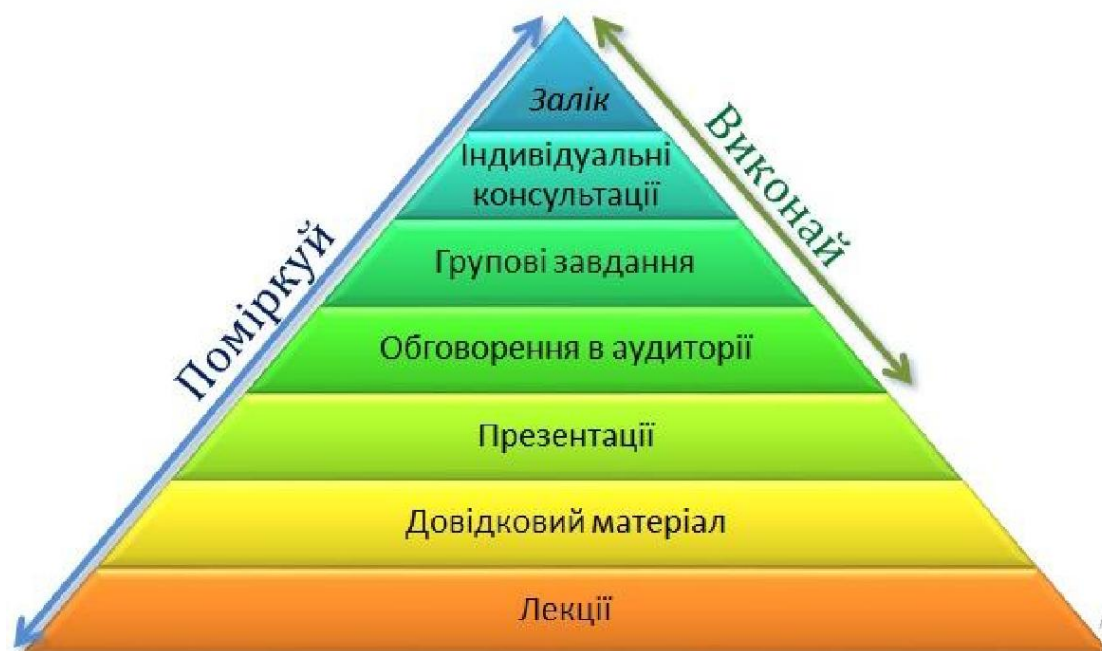 Залік
Індивідуальні
консультації
Групові завдання
Обговорення в аудиторії
Презентації
Довідковий матеріал
Лекції
Поміркуй
Виконай